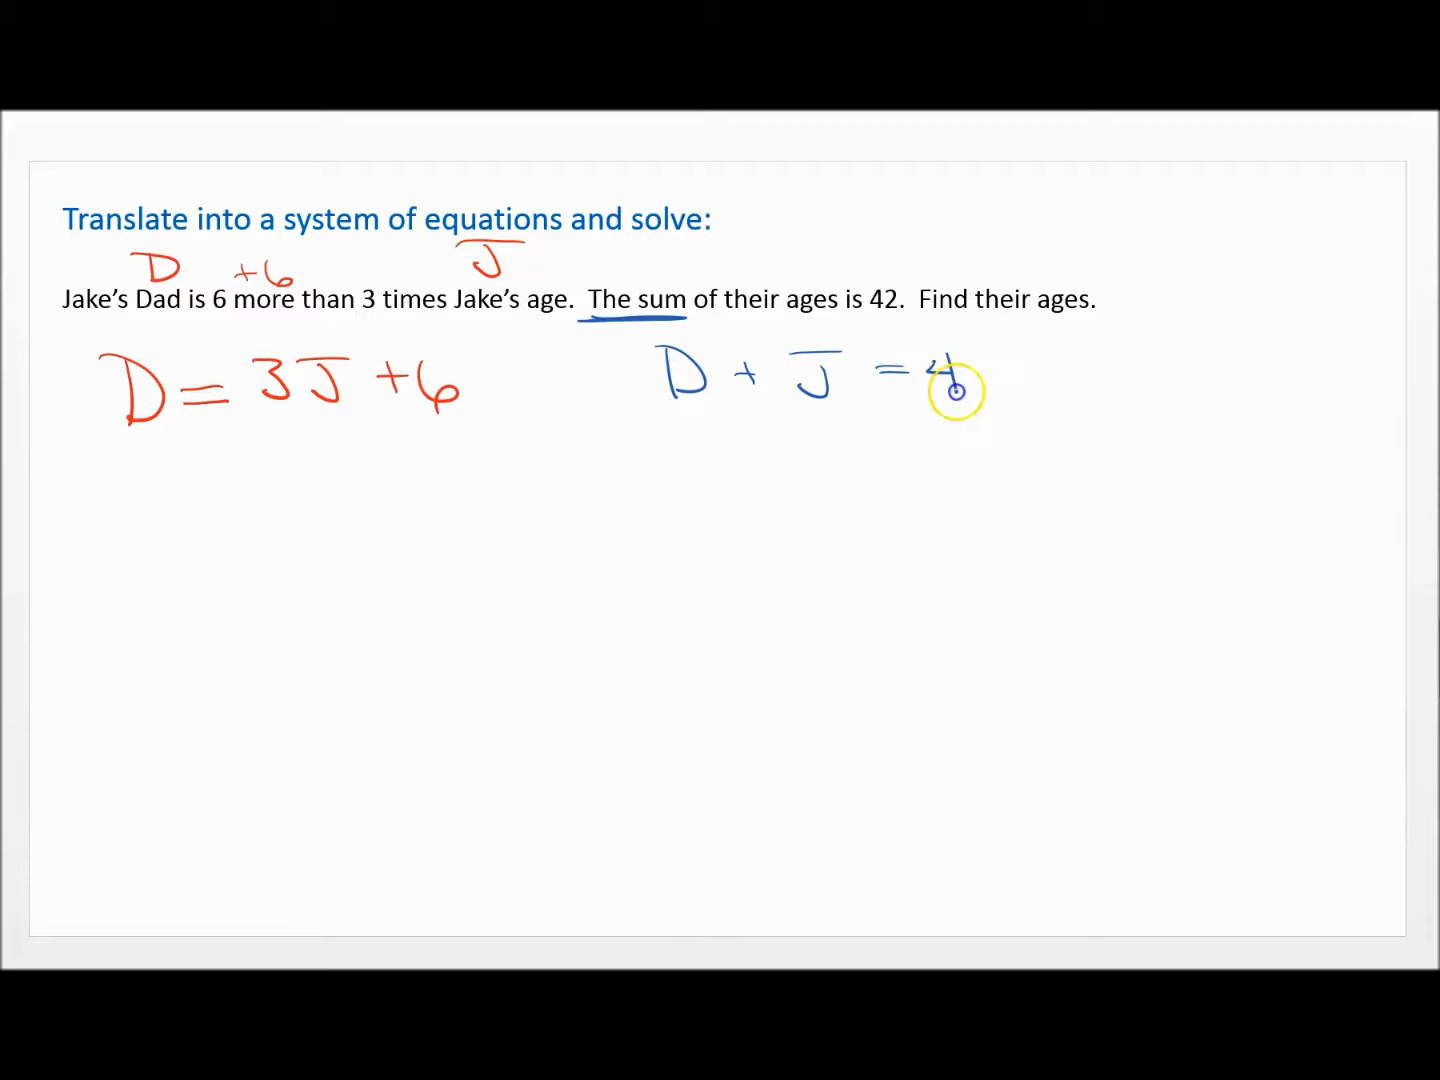 Translate into a system of equations and solve:
D +6 J
Jake's Dad is 6 more than 3 times Jake's age. The sum of their ages is 42. Find their ages.
D = 3J + 6 D + J = 4